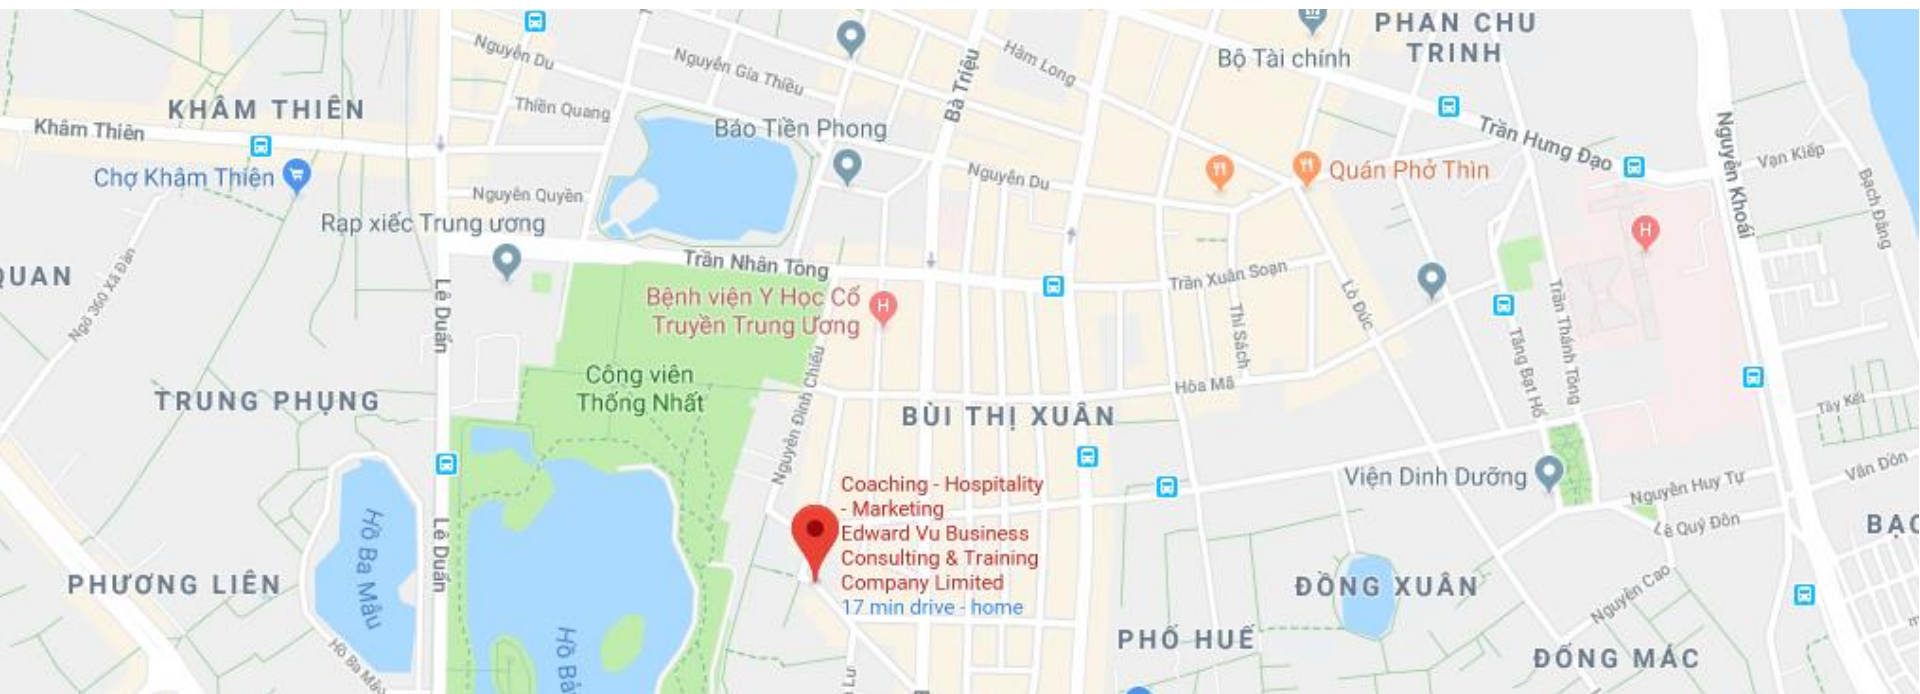 PHAN CHU
TRINH
Nguyễn Du
Nguyễn Gia Thiều
Bà Triệu
Hàm Long
Bộ Tài chính
KHÂM THIÊN
Thiền Quang
Khâm Thiên
Báo Tiền Phong
Trần Hưng Đạo
Nguyễn Khoái
Vạn Kiếp
Chợ Khâm Thiên
Nguyễn Quyền
Nguyễn Du
Quán Phở Thìn
Bạch Đằng
Rạp xiếc Trung ương
QUAN
Ngõ 360 Xã Đàn
Lê Duẩn
Trần Nhân Tông
Trần Xuân Soạn
Bệnh viện Y Học Cổ
Truyền Trung Ương
H
H
Thi Sách
Lò Đúc
Tăng Bạt Hổ
Trần Thánh Tông
Công viên
Thống Nhất
Nguyễn Đình Chiểu
Hòa Mã
TRUNG PHỤNG
BÙI THỊ XUÂN
Tây Kết
Coaching - Hospitality
- Marketing
Edward Vu Business
Consulting & Training
Company Limited
17 min drive - home
Viện Dinh Dưỡng
Nguyễn Huy Tự
Vân Đồn
Lê Quý Đôn
BẠC
Hồ Ba Mẫu
Lê Duẩn
PHƯƠNG LIÊN
ĐỒNG XUÂN
Nguyễn Cao
Hồ Ba Mẫu
Hồ Bả
PHỐ HUẾ
ĐỐNG MÁC
Lu